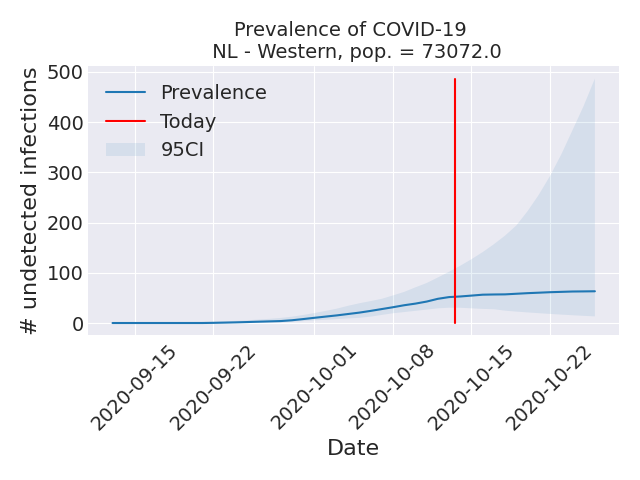 Prevalence of COVID-19
NL - Western, pop. = 73072.0
# undetected infections
500
400
300
200
100
0
Prevalence
Today
95CI
2020-09-15
2020-09-22
2020-10-01
2020-10-08
2020-10-15
2020-10-22
Date